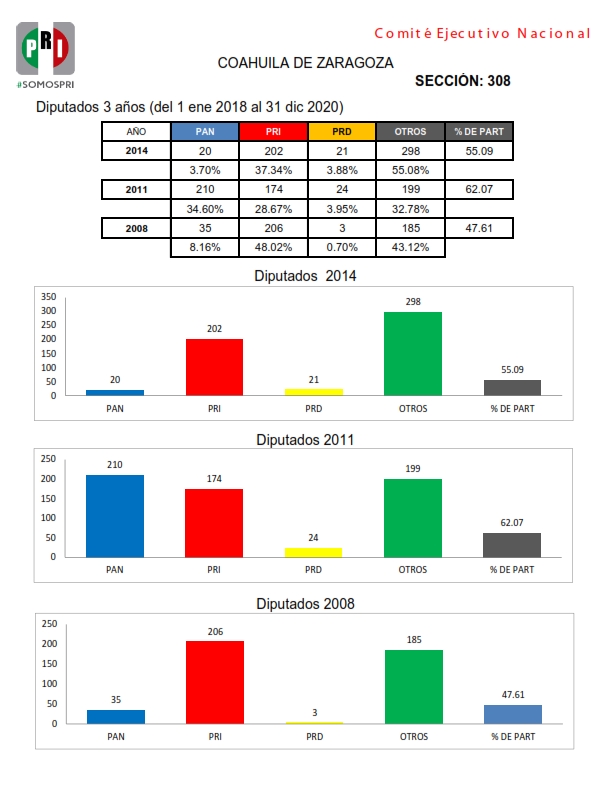 Comité Ejecutivo Nacional
PRI
#SOMOSPRI
COAHUILA DE ZARAGOZA
SECCIÓN: 308
Diputados 3 años (del 1 ene 2018 al 31 dic 2020)
AÑO PAN PRI PRD OTROS % DE PART
2014 20 202 21 298 55.09
3.70% 37.34% 3.88% 55.08%
2011 210 174 24 199 62.07
34.60% 28.67% 3.95% 32.78%
2008 35 206 3 185 47.61
8.16% 48.02% 0.70% 43.12%
Diputados 2014
350
300
250
200
150
100
50
0
20 202 21 298 55.09
PAN PRI PRD OTROS % DE PART
Diputados 2011
250
200
150
100
50
0
210 174 24 199 62.07
PAN PRI PRD OTROS % DE PART
Diputados 2008
250
200
150
100
50
0
35 206 3 185 47.61
PAN PRI PRD OTROS % DE PART